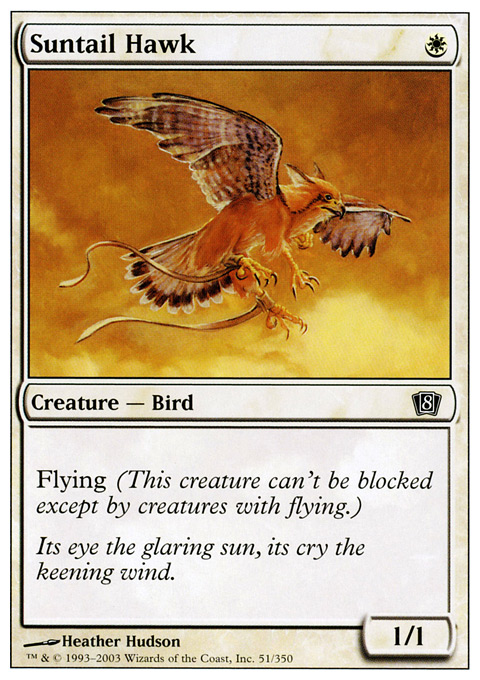 Suntail Hawk
Creature — Bird
8
Flying (This creature can't be blocked
except by creatures with flying.)
Its eye the glaring sun, its cry the
keening wind.
1/1
Heather Hudson
™ & © 1993–2003 Wizards of the Coast, Inc. 51/350